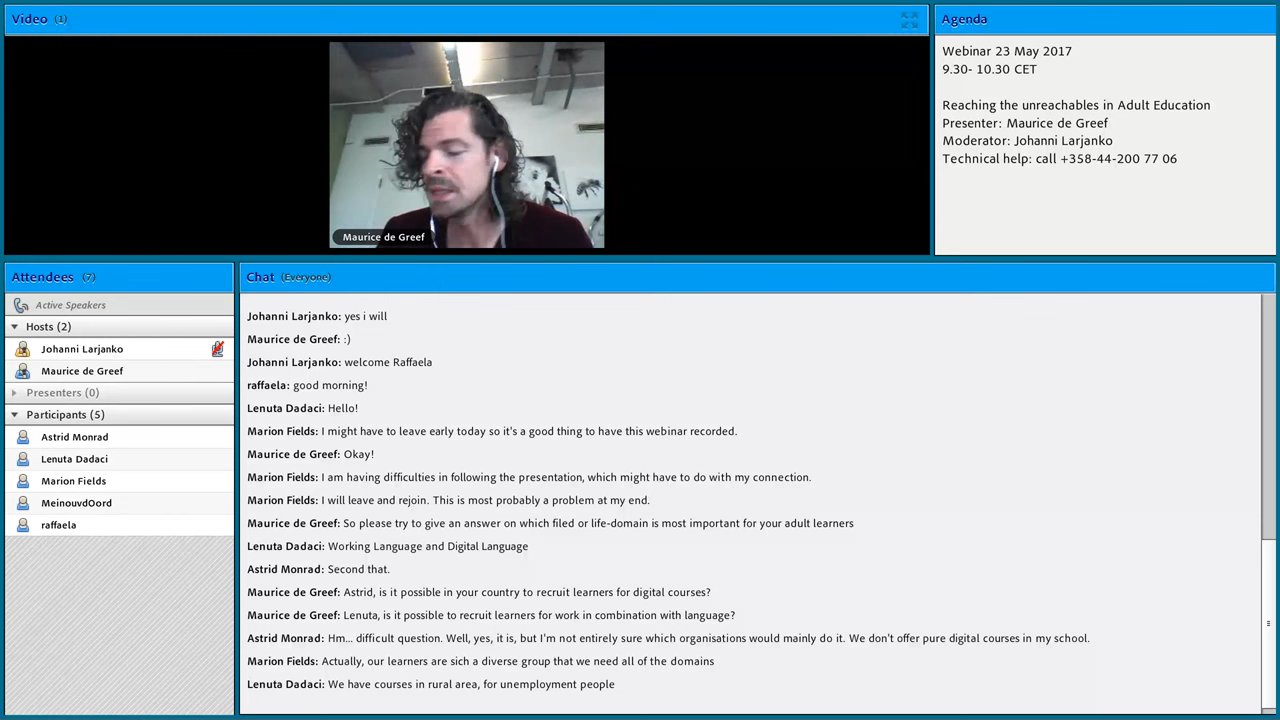 Video (1)
Maurice de Greef
Agenda
Webinar 23 May 2017
9.30- 10.30 CET
Reaching the unreachables in Adult Education
Presenter: Maurice de Greef
Moderator: Johanni Larjanko
Technical help: call +358-44-200 77 06
Attendees (7)
Active Speakers
Hosts (2)
Johanni Larjanko
Maurice de Greef
Presenters (0)
Participants (5)
Astrid Monrad
Lenuta Dadaci
Marion Fields
MeinouvdOord
raffaela
Chat (Everyone)
Johanni Larjanko: yes i will
Maurice de Greef: :)
Johanni Larjanko: welcome Raffaela
raffaela: good morning!
Lenuta Dadaci: Hello!
Marion Fields: I might have to leave early today so it's a good thing to have this webinar recorded.
Maurice de Greef: Okay!
Marion Fields: I am having difficulties in following the presentation, which might have to do with my connection.
Marion Fields: I will leave and rejoin. This is most probably a problem at my end.
Maurice de Greef: So please try to give an answer on which filed or life-domain is most important for your adult learners
Lenuta Dadaci: Working Language and Digital Language
Astrid Monrad: Second that.
Maurice de Greef: Astrid, is it possible in your country to recruit learners for digital courses?
Maurice de Greef: Lenuta, is it possible to recruit learners for work in combination with language?
Astrid Monrad: Hm... difficult question. Well, yes, it is, but I'm not entirely sure which organisations would mainly do it. We don't offer pure digital courses in my school.
Marion Fields: Actually, our learners are sich a diverse group that we need all of the domains
Lenuta Dadaci: We have courses in rural area, for unemployment people